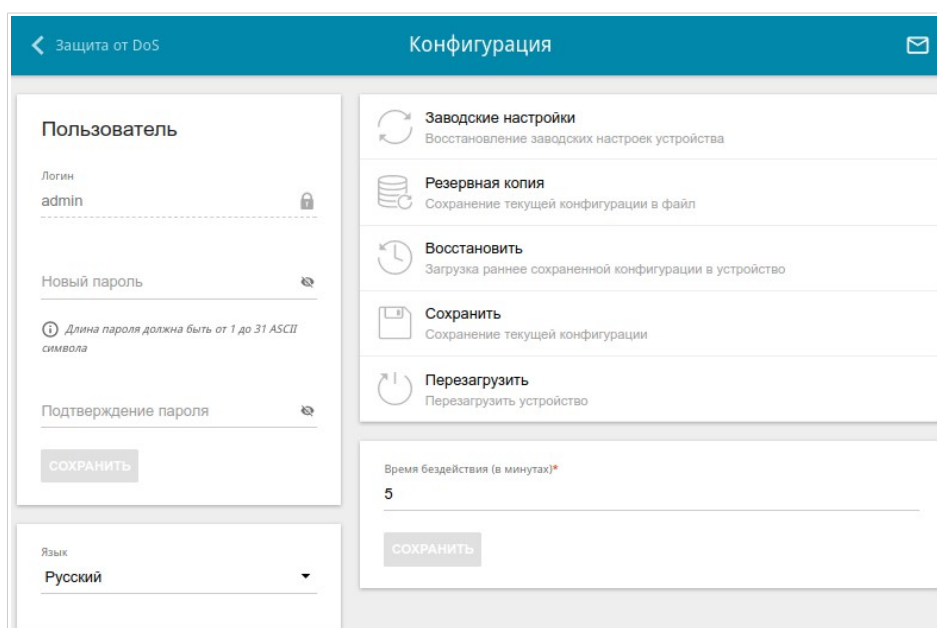 Защита от DoS
Конфигурация
Пользователь
Логин
admin
Новый пароль
Длина пароля должна быть от 1 до 31 ASCII
символа
Подтверждение пароля
СОХРАНИТЬ
Язык
Русский
Заводские настройки
Восстановление заводских настроек устройства
Резервная копия
Сохранение текущей конфигурации в файл
Восстановить
Загрузка раннее сохраненной конфигурации в устройство
Сохранить
Сохранение текущей конфигурации
Перезагрузить
Перезагрузить устройство
Время бездействия (в минутах)*
5
СОХРАНИТЬ